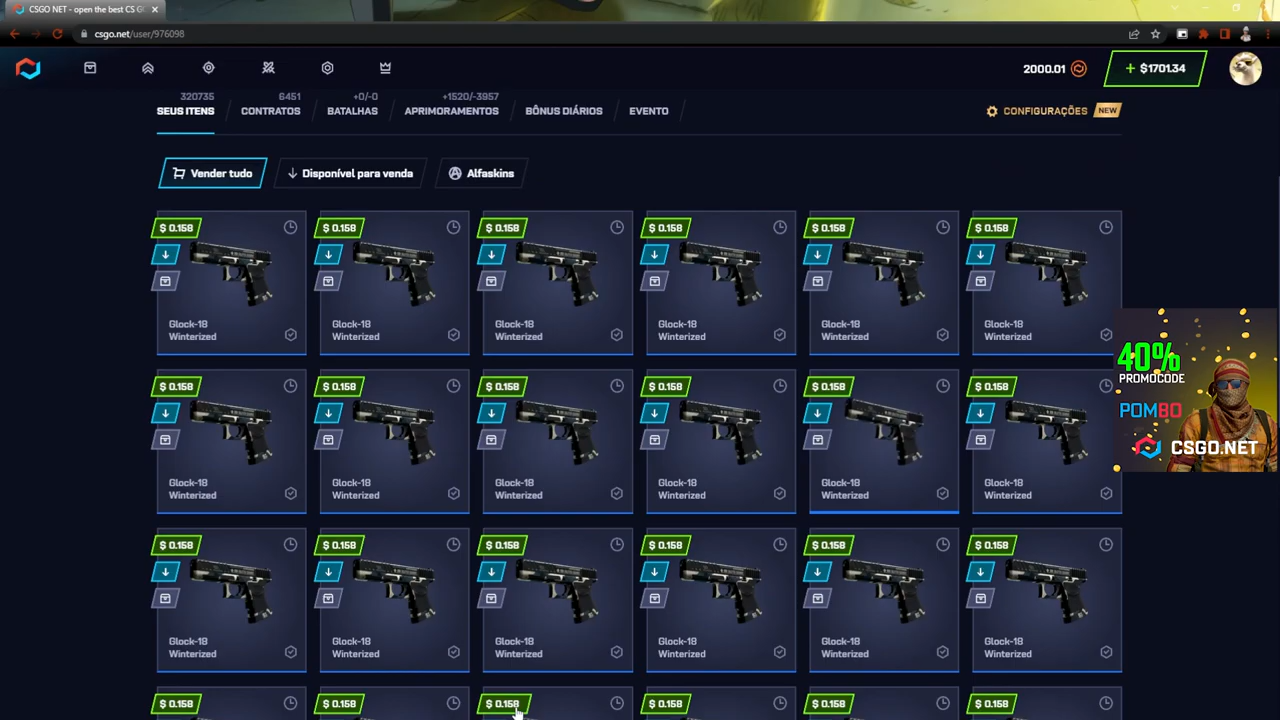 CSGO NET - open the best CS G
csgo.net/user/976098
2000.01
+ $1701.34
320735
6451
+0/-0
+1520/-3957
SEUS ITENS
CONTRATOS
BATALHAS
APRIMORAMENTOS
BÔNUS DIÁRIOS
EVENTO
CONFIGURAÇÕES
NEW
Vender tudo
Disponível para venda
Alfaskins
$ 0.158
$ 0.158
$ 0.158
$ 0.158
$ 0.158
$ 0.158
Glock-18
Winterized
Glock-18
Winterized
Glock-18
Winterized
Glock-18
Winterized
Glock-18
Winterized
Glock-18
Winterized
$ 0.158
$ 0.158
$ 0.158
$ 0.158
$ 0.158
$ 0.158
Glock-18
Winterized
Glock-18
Winterized
Glock-18
Winterized
Glock-18
Winterized
Glock-18
Winterized
Glock-18
Winterized
40%
PROMOCODE
POMBO
CSGO.NET
$ 0.158
$ 0.158
$ 0.158
$ 0.158
$ 0.158
$ 0.158
Glock-18
Winterized
Glock-18
Winterized
Glock-18
Winterized
Glock-18
Winterized
Glock-18
Winterized
Glock-18
Winterized
$ 0.158
$ 0.158
$ 0.158
$ 0.158
$ 0.158
$ 0.158